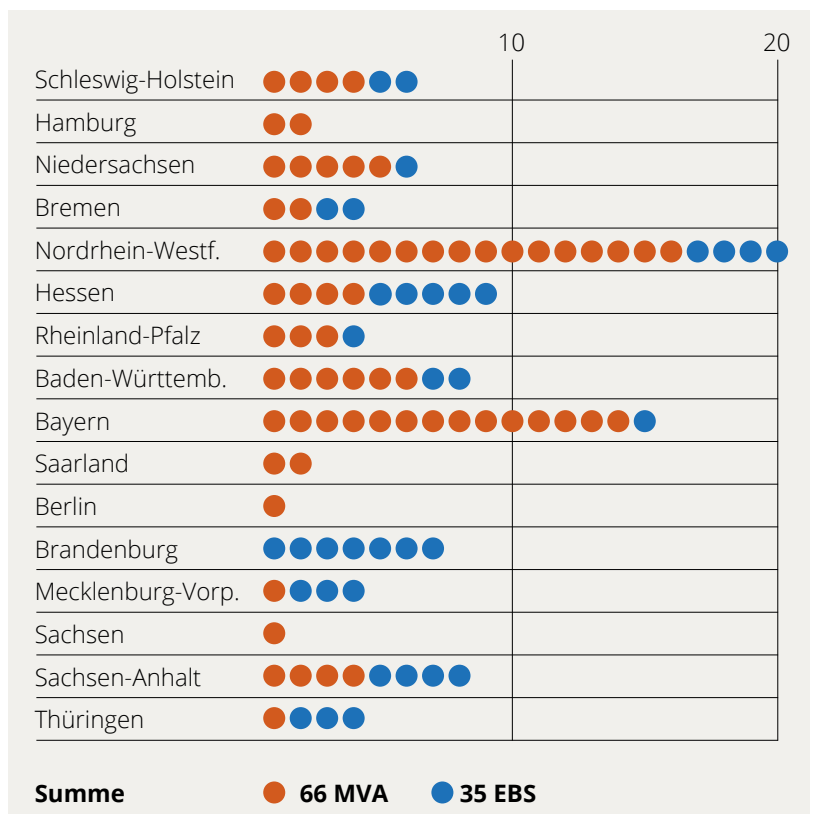 10 20
Schleswig-Holstein
Hamburg
Niedersachsen
Bremen
Nordrhein-Westf.
Hessen
Rheinland-Pfalz
Baden-Württemb.
Bayern
Saarland
Berlin
Brandenburg
Mecklenburg-Vorp.
Sachsen
Sachsen-Anhalt
Thüringen
Summe 66 MVA 35 EBS